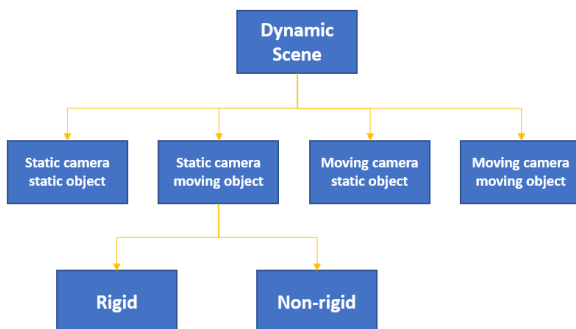 Dynamic
Scene
Static camera
static object
Static camera
moving object
Moving camera
static object
Moving camera
moving object
Rigid
Non-rigid